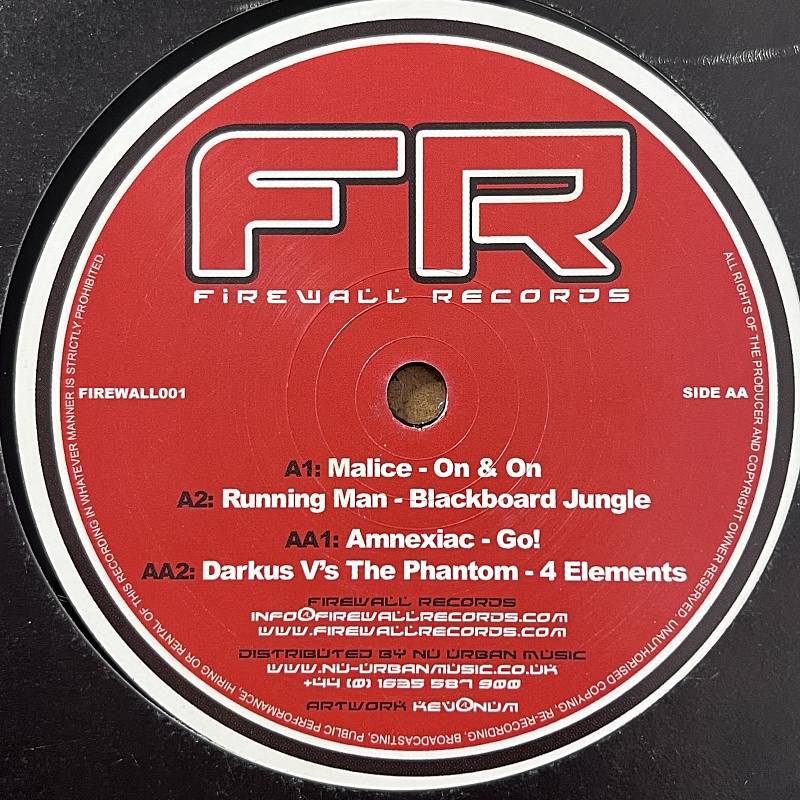 FR
FIREWALL RECORDS
FIREWALL001
SIDE AA
A1: Malice - On & On
A2: Running Man - Blackboard Jungle
AA1: Amnexiac - Go!
AA2: Darkus V's The Phantom - 4 Elements
FIREWALL RECORDS
INFO@FIREWALLRECORDS.COM
WWW.FIREWALLRECORDS.COM
DISTRIBUTED BY NU URBAN MUSIC
WWW.NU-URBANMUSIC.CO.UK
+44 (0) 1635 587 900
ARTWORK KEV@NUM
ALL RIGHTS OF THE PRODUCER AND COPYRIGHT OWNER RESERVED. UNAUTHORISED COPYING, RE-RECORDING, BROADCASTING, PUBLIC PERFORMANCE, HIRING OR RENTAL OF THIS RECORDING IN WHATEVER MANNER IS STRICTLY PROHIBITED.